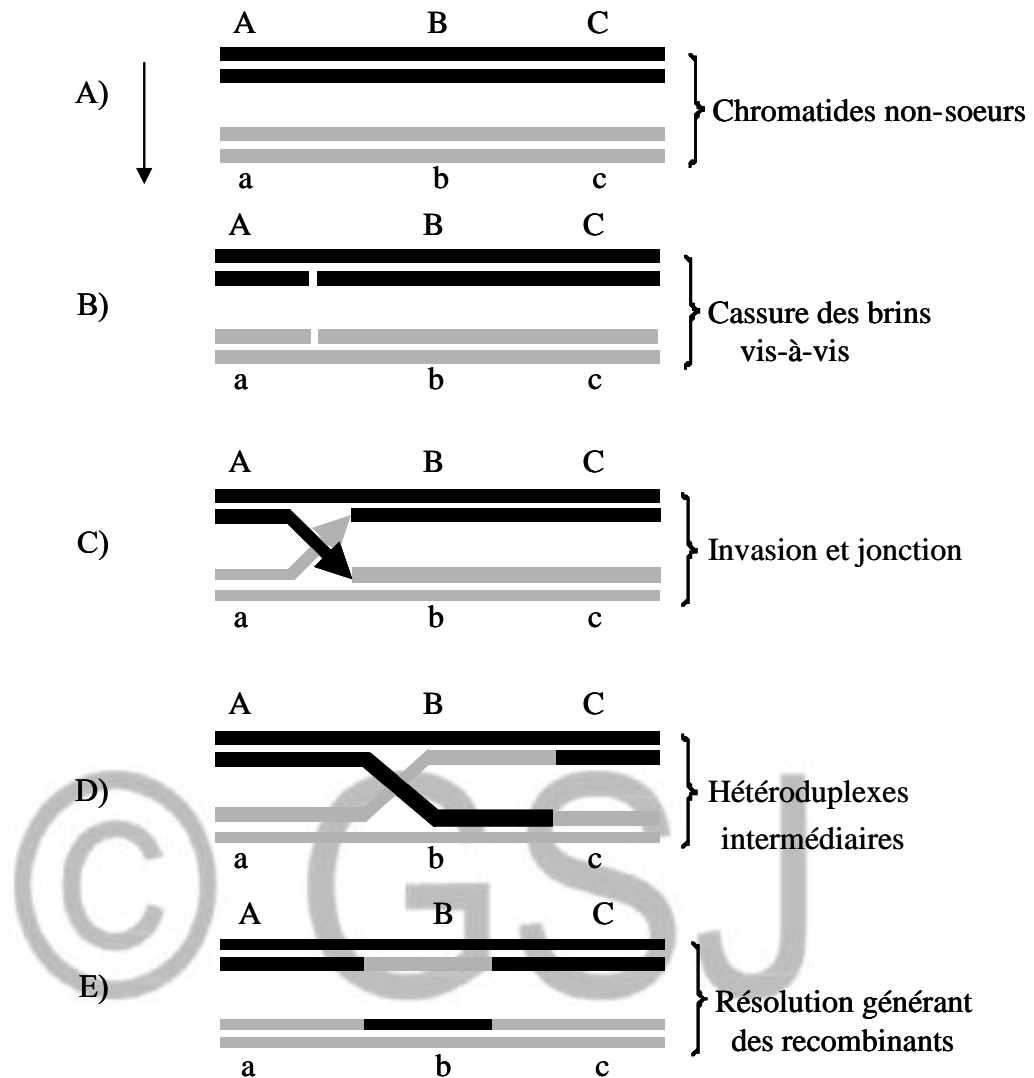 A B C
A)
Chromatides non-soeurs
a b c
A B C
B)
Cassure des brins
vis-à-vis
a b c
A B C
C)
Invasion et jonction
a b c
A B C
D)
Hétéroduplexes
intermédiaires
a b c
© GSJ
A B C
E)
Résolution générant
des recombinants
a b c